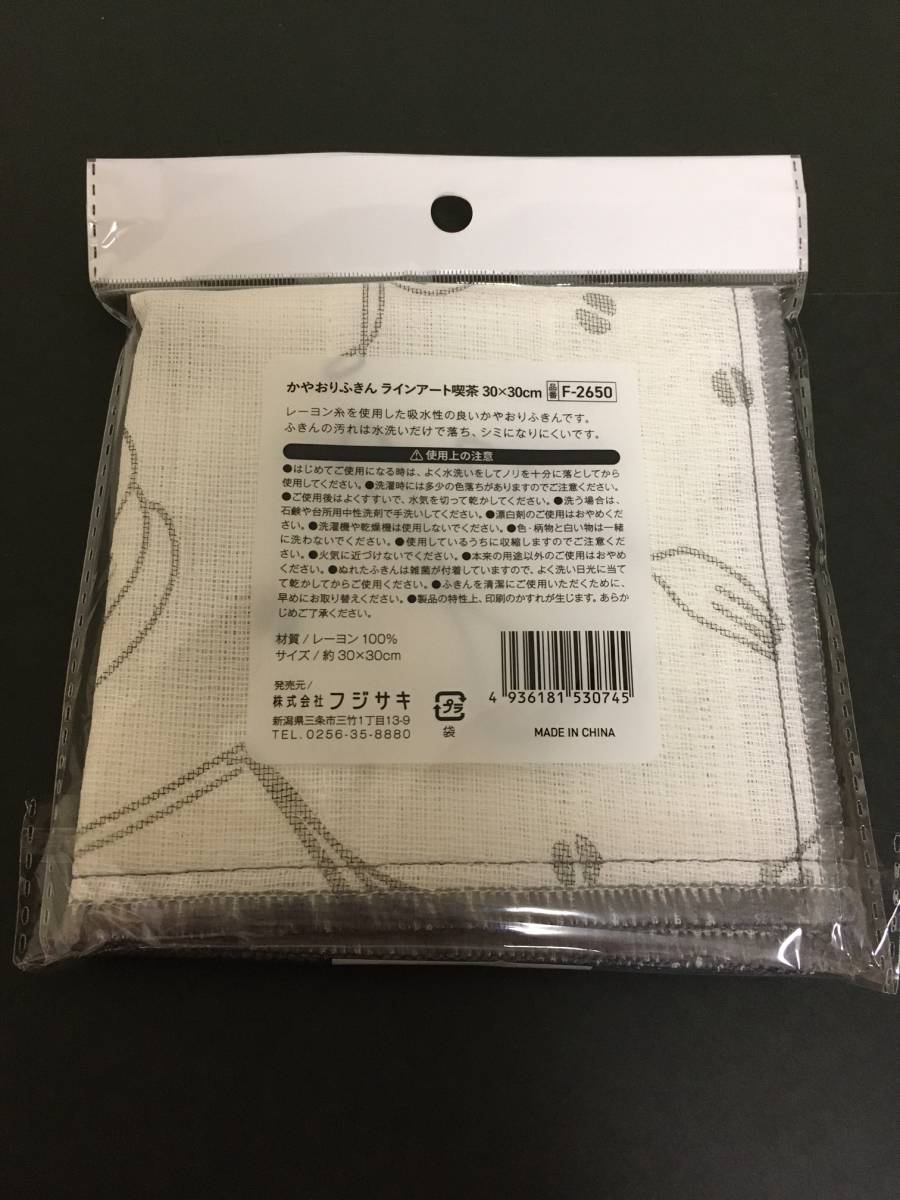 かやおりふきん ラインアート喫茶 30×30cm 品番 F-2650
レーヨン糸を使用した吸水性の良いかやおりふきんです。
ふきんの汚れは水洗いだけで落ち、シミになりにくいです。
⚠使用上の注意
●はじめてご使用になる時は、よく水洗いをしてノリを十分に落としてから
使用してください。●洗濯時には多少の色落ちがありますのでご注意ください。
●ご使用後はよくすすいで、水気を切って乾かしてください。●洗う場合は、
石鹸や台所用中性洗剤で手洗いしてください。●漂白剤のご使用はおやめくだ
さい。●洗濯機や乾燥機は使用しないでください。●色・柄物と白い物は一緒
に洗わないでください。●使用しているうちに収縮しますのでご注意くださ
い。●火気に近づけないでください。●本来の用途以外のご使用はおやめ
ください。●ぬれたふきんは雑菌が付着していますので、よく洗い日光に当て
て乾かしてからご使用ください。●ふきんを清潔にご使用いただくために、
早めにお取り替えください。●製品の特性上、印刷のかすれが生じます。あらか
じめご了承ください。
材質/レーヨン 100%
サイズ/約 30×30cm
発売元/
株式会社フジサキ
新潟県三条市三竹1丁目13-9
TEL. 0256-35-8880
プラ
袋
4 936181 530745
MADE IN CHINA